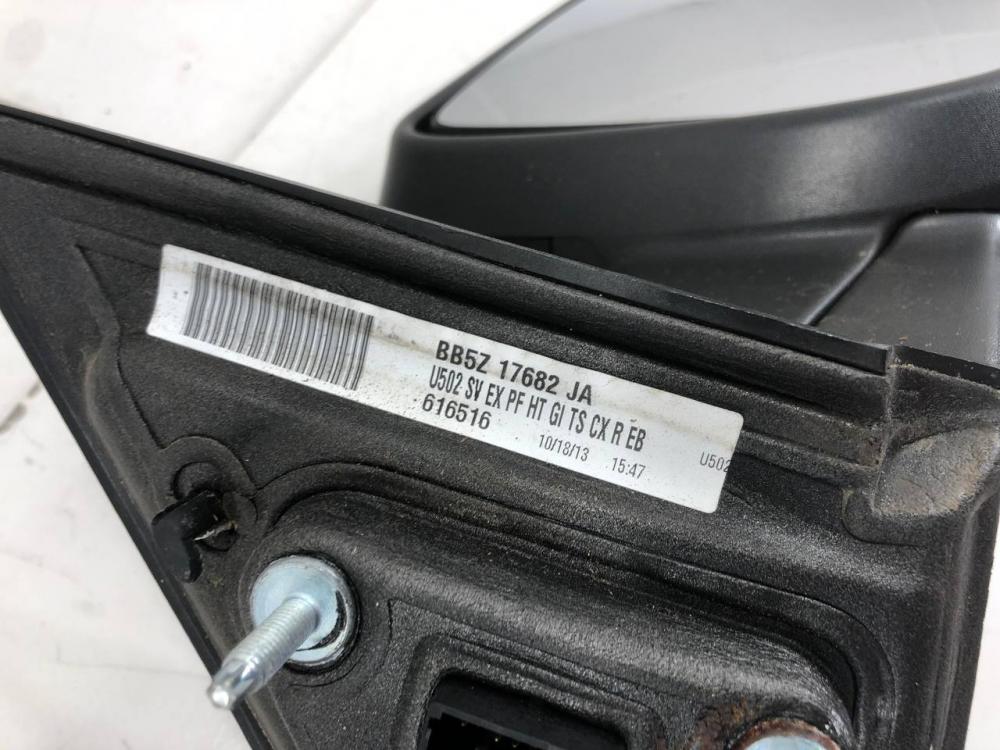 BB5Z 17682 JA
U502 SV EX PF HT GI TS CX R EB
616516 10/18/13 15:47 U502